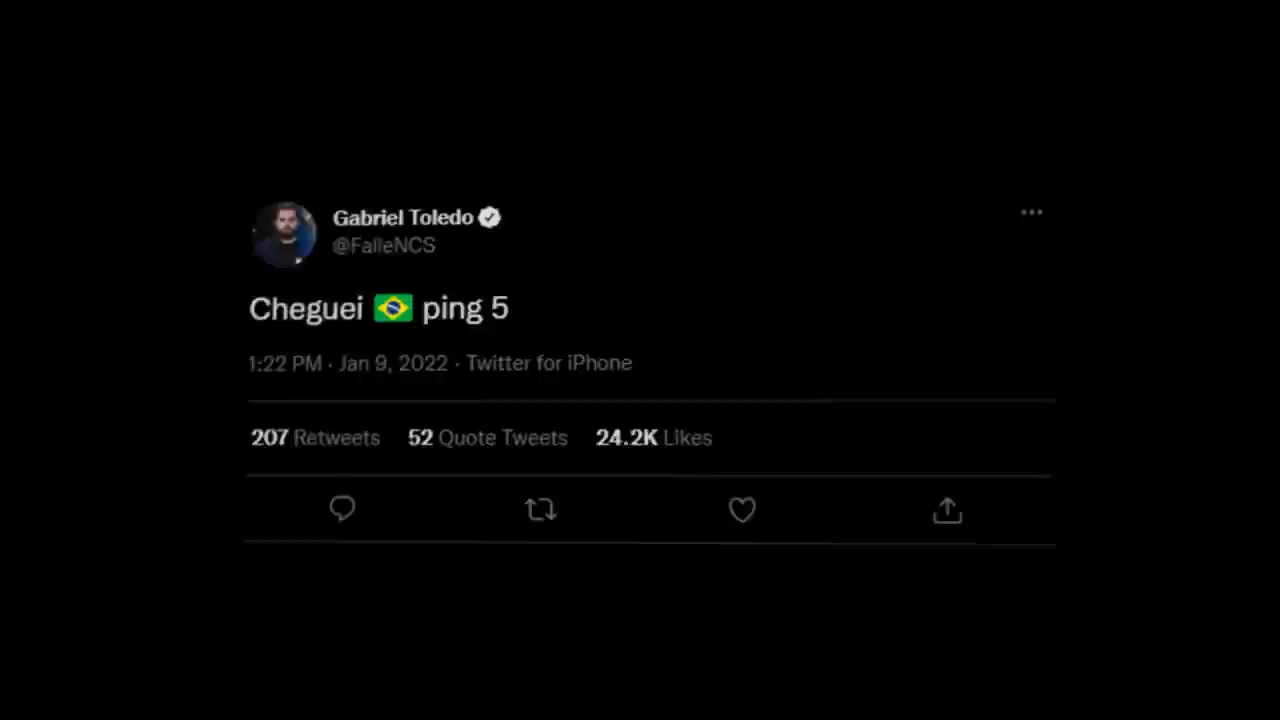 Gabriel Toledo
@FalleNCS
Cheguei 🇧🇷 ping 5
1:22 PM · Jan 9, 2022 · Twitter for iPhone
207 Retweets 52 Quote Tweets 24.2K Likes